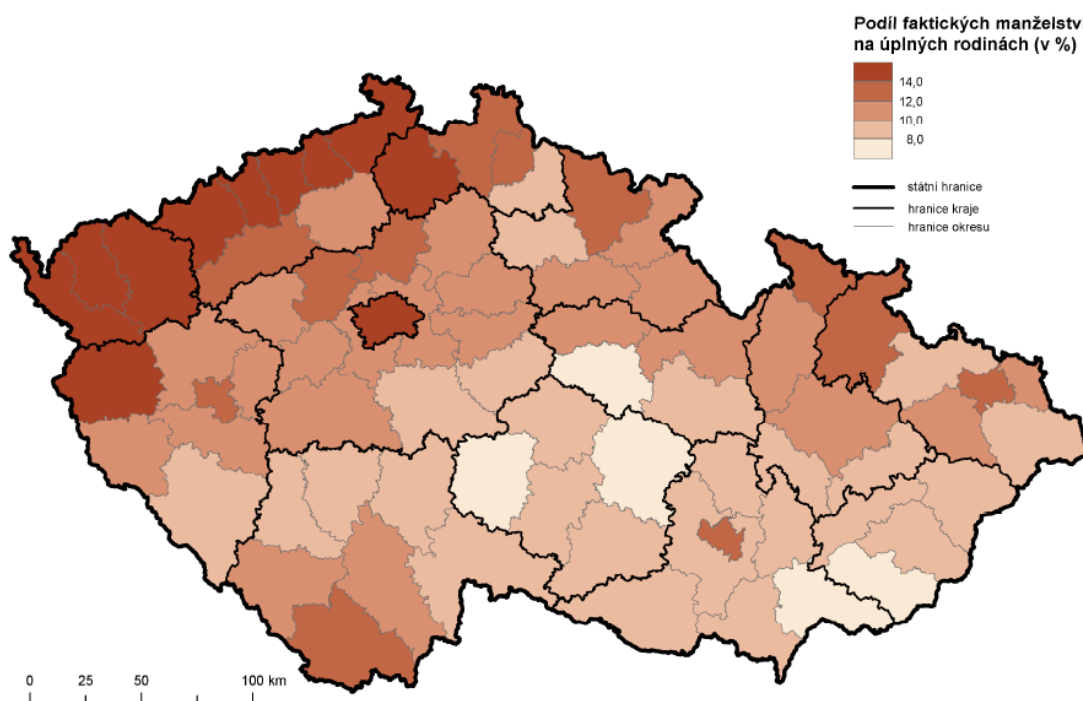 Podíl faktických manželství
na úplných rodinách (v %)
14,0
12,0
10,0
8,0
státní hranice
hranice kraje
hranice okresu
0 25 50 100 km